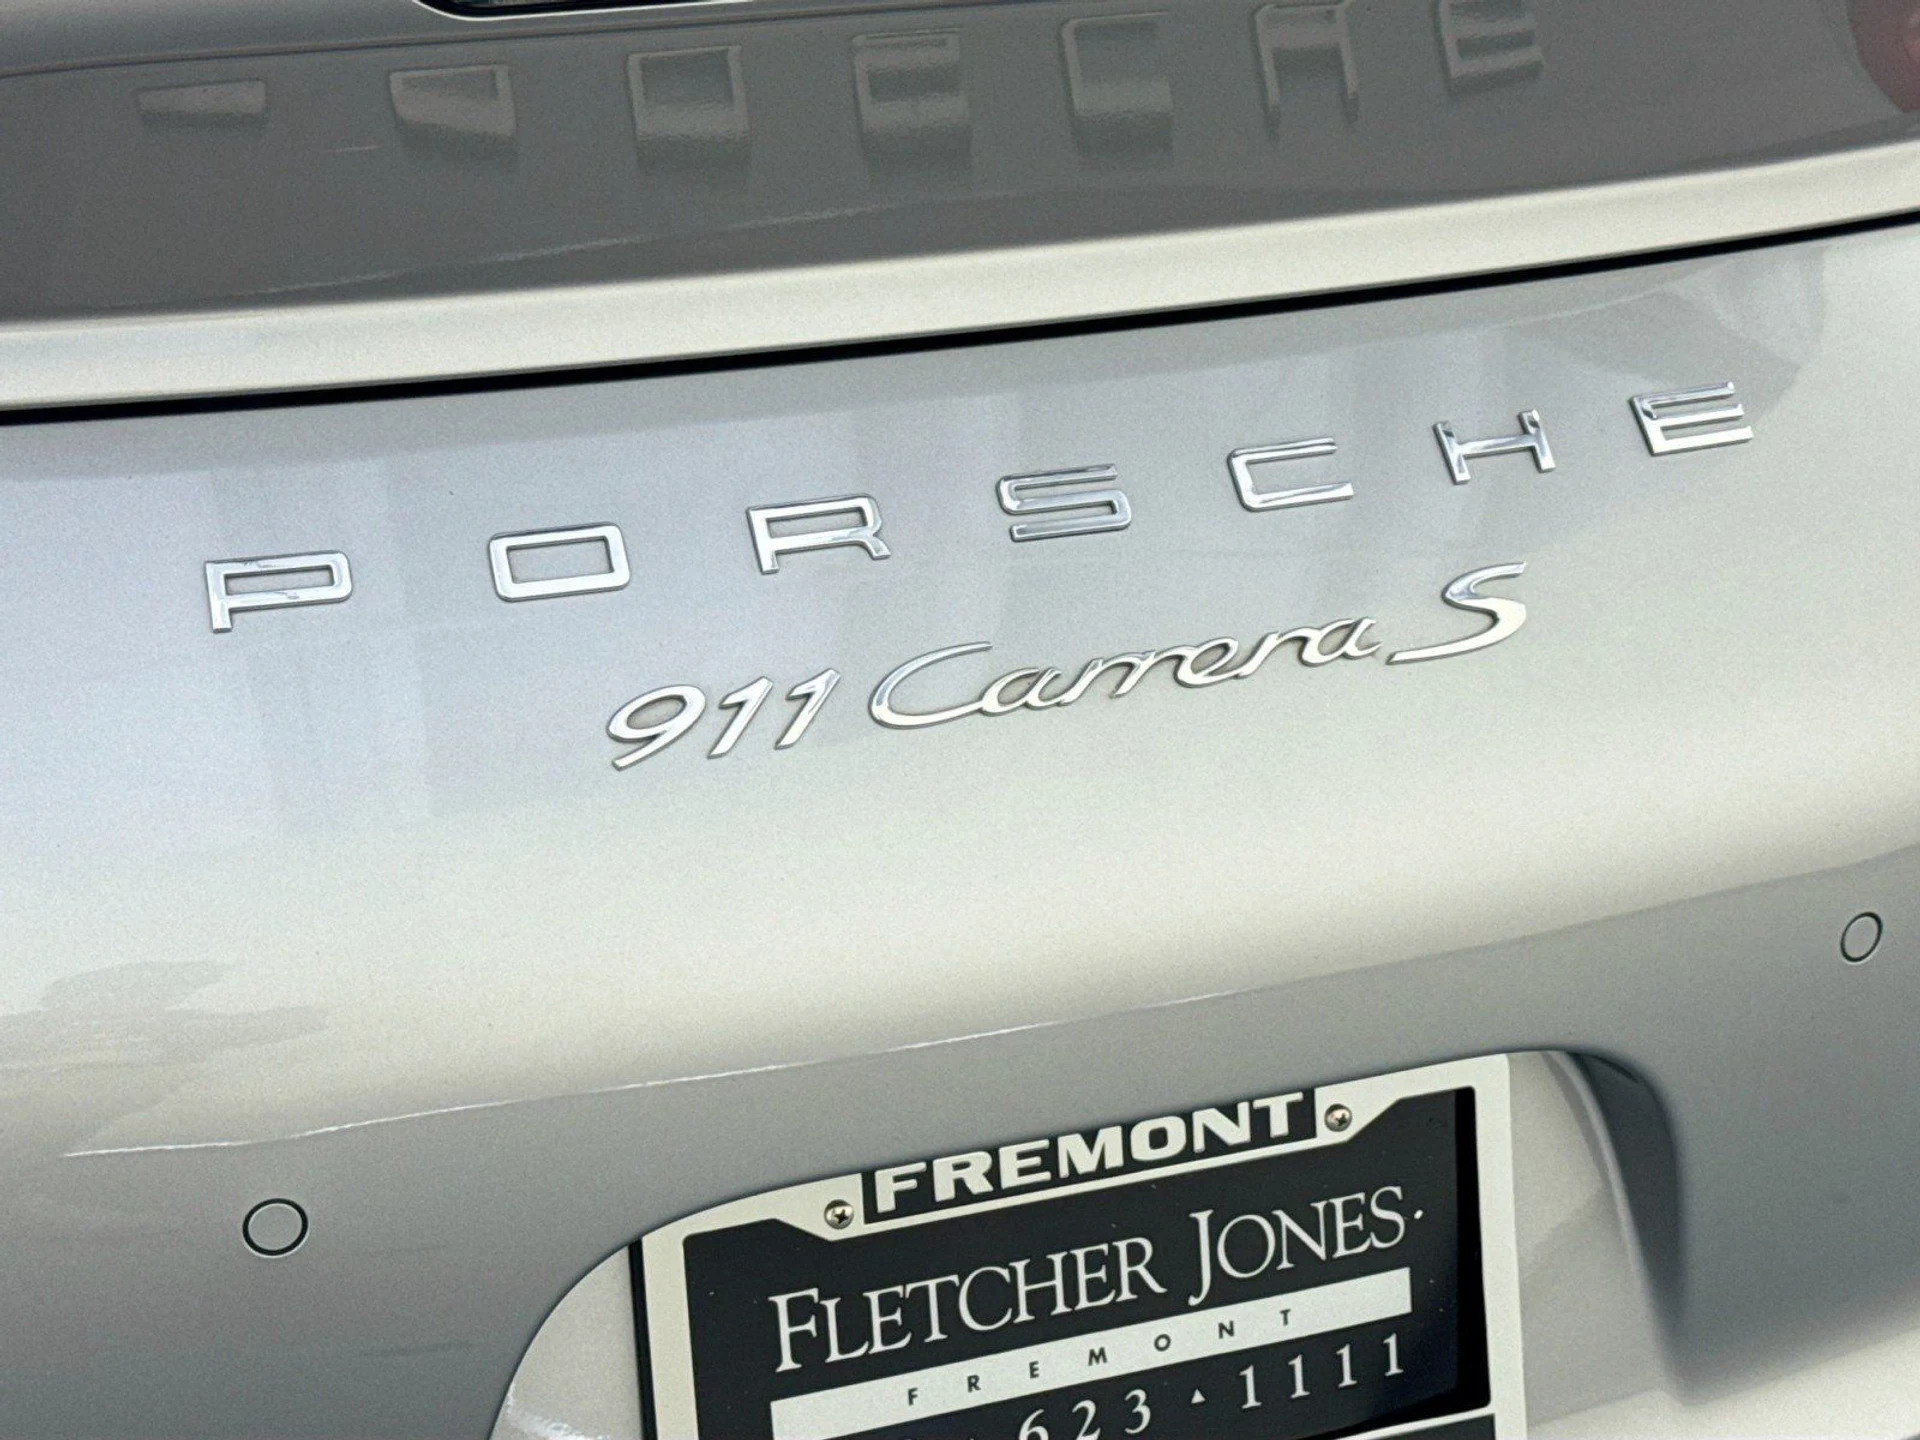 PORSCHE
911 Carrera S
FREMONT
FLETCHER JONES
FREMONT
623 ▲ 1111